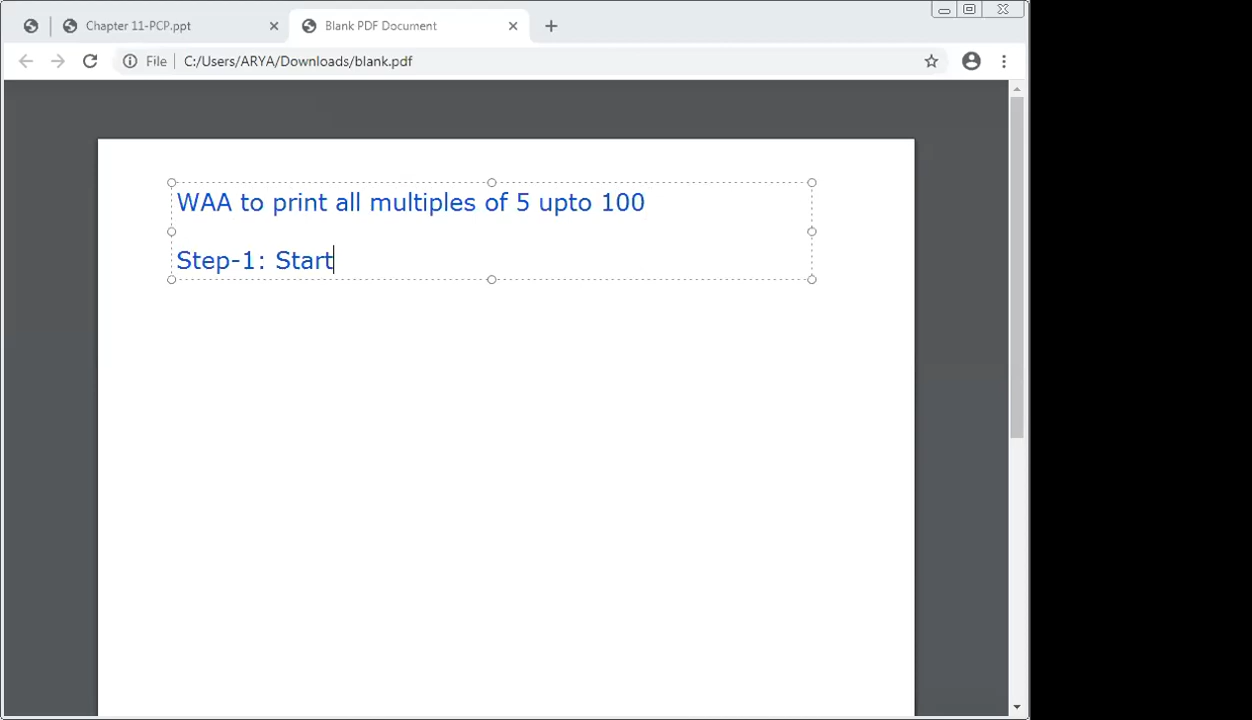 Chapter 11-PCP.ppt
Blank PDF Document
File
C:/Users/ARYA/Downloads/blank.pdf
WAA to print all multiples of 5 upto 100
Step-1: Start